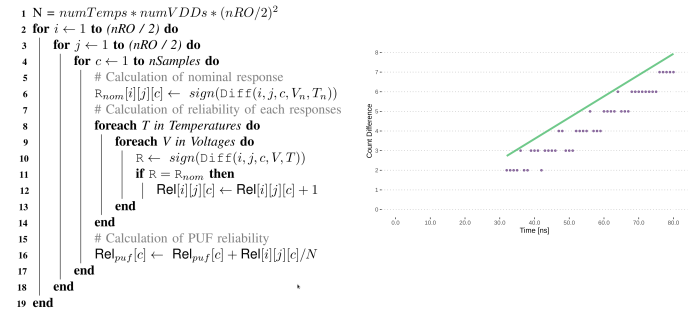 1 N = numTemps ∗ numVDDs ∗ (nRO/2)²
2 for i ← 1 to (nRO / 2) do
3 for j ← 1 to (nRO / 2) do
4 for c ← 1 to nSamples do
5 # Calculation of nominal response
6 R_nom[i][j][c] ← sign(Diff(i, j, c, V_n, T_n))
7 # Calculation of reliability of each responses
8 foreach T in Temperatures do
9 foreach V in Voltages do
10 R ← sign(Diff(i, j, c, V, T))
11 if R = R_nom then
12 Rel[i][j][c] ← Rel[i][j][c] + 1
13 end
14 end
15 # Calculation of PUF reliability
16 Rel_puf[c] ← Rel_puf[c] + Rel[i][j][c]/N
17 end
18 end
19 end
Count Difference
8
7
6
5
4
3
2
1
0
0.0 10.0 20.0 30.0 40.0 50.0 60.0 70.0 80.0
Time [ns]